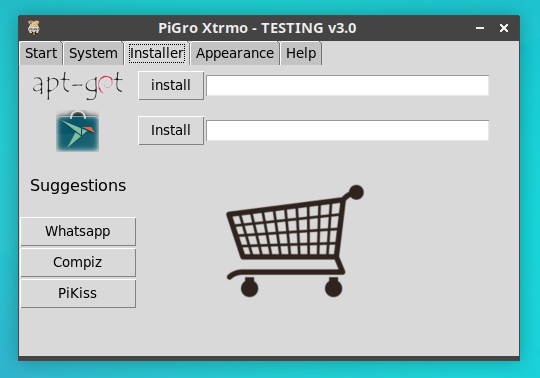 PiGro Xtrmo - TESTING v3.0
Start System Installer Appearance Help
apt-get install
Install
Suggestions
Whatsapp
Compiz
PiKiss